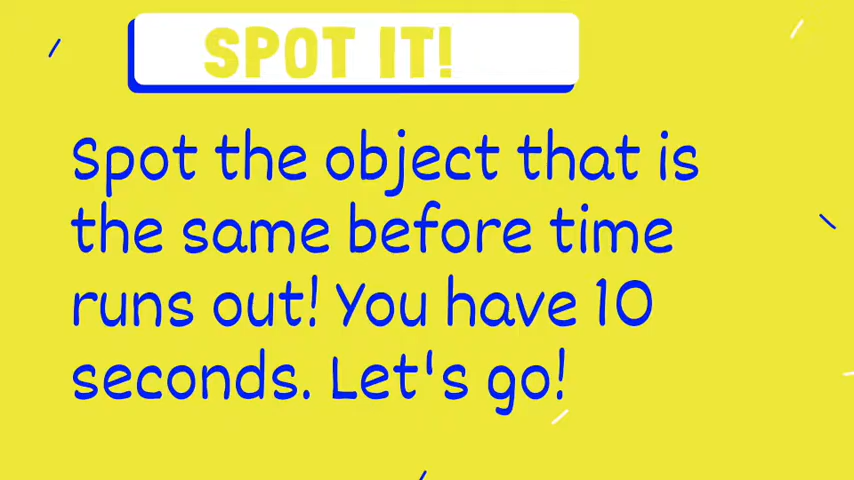 SPOT IT!
Spot the object that is
the same before time
runs out! You have 10
seconds. Let's go!